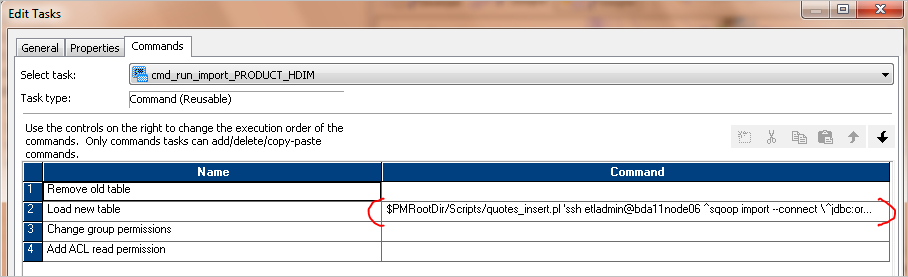 Edit Tasks
General Properties Commands
Select task: cmd_run_import_PRODUCT_HDIM
Task type: Command (Reusable)
Use the controls on the right to change the execution order of the
commands. Only commands tasks can add/delete/copy-paste
commands.
Name Command
1 Remove old table
2 Load new table $PMRootDir/Scripts/quotes_insert.pl 'ssh etladmin@bda11node06 ^sqoop import --connect \^jdbc:or...
3 Change group permissions
4 Add ACL read permission